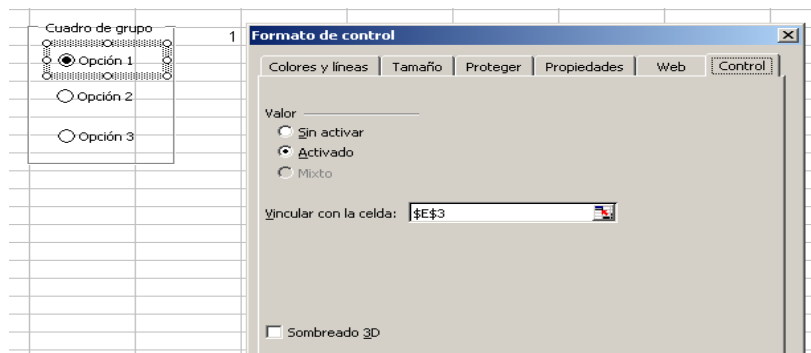 Cuadro de grupo
Opción 1
Opción 2
Opción 3
1
Formato de control
Colores y líneas Tamaño Proteger Propiedades Web Control
Valor
Sin activar
Activado
Mixto
Vincular con la celda: $E$3
Sombreado 3D